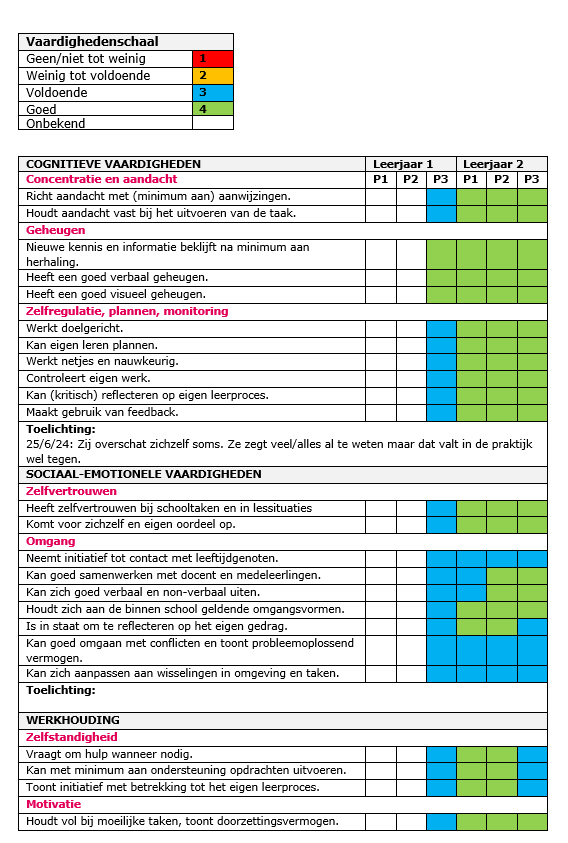 Vaardighedenschaal
Geen/niet tot weinig 1
Weinig tot voldoende 2
Voldoende 3
Goed 4
Onbekend
COGNITIEVE VAARDIGHEDEN Leerjaar 1 Leerjaar 2
Concentratie en aandacht P1 P2 P3 P1 P2 P3
Richt aandacht met (minimum aan) aanwijzingen.
Houdt aandacht vast bij het uitvoeren van de taak.
Geheugen
Nieuwe kennis en informatie beklijft na minimum aan
herhaling.
Heeft een goed verbaal geheugen.
Heeft een goed visueel geheugen.
Zelfregulatie, plannen, monitoring
Werkt doelgericht.
Kan eigen leren plannen.
Werkt netjes en nauwkeurig.
Controleert eigen werk.
Kan (kritisch) reflecteren op eigen leerproces.
Maakt gebruik van feedback.
Toelichting:
25/6/24: Zij overschat zichzelf soms. Ze zegt veel/alles al te weten maar dat valt in de praktijk
wel tegen.
SOCIAAL-EMOTIONELE VAARDIGHEDEN
Zelfvertrouwen
Heeft zelfvertrouwen bij schooltaken en in lessituaties
Komt voor zichzelf en eigen oordeel op.
Omgang
Neemt initiatief tot contact met leeftijdgenoten.
Kan goed samenwerken met docent en medeleerlingen.
Kan zich goed verbaal en non-verbaal uiten.
Houdt zich aan de binnen school geldende omgangsvormen.
Is in staat om te reflecteren op het eigen gedrag.
Kan goed omgaan met conflicten en toont probleemoplossend
vermogen.
Kan zich aanpassen aan wisselingen in omgeving en taken.
Toelichting:
WERKHOUDING
Zelfstandigheid
Vraagt om hulp wanneer nodig.
Kan met minimum aan ondersteuning opdrachten uitvoeren.
Toont initiatief met betrekking tot het eigen leerproces.
Motivatie
Houdt vol bij moeilijke taken, toont doorzettingsvermogen.